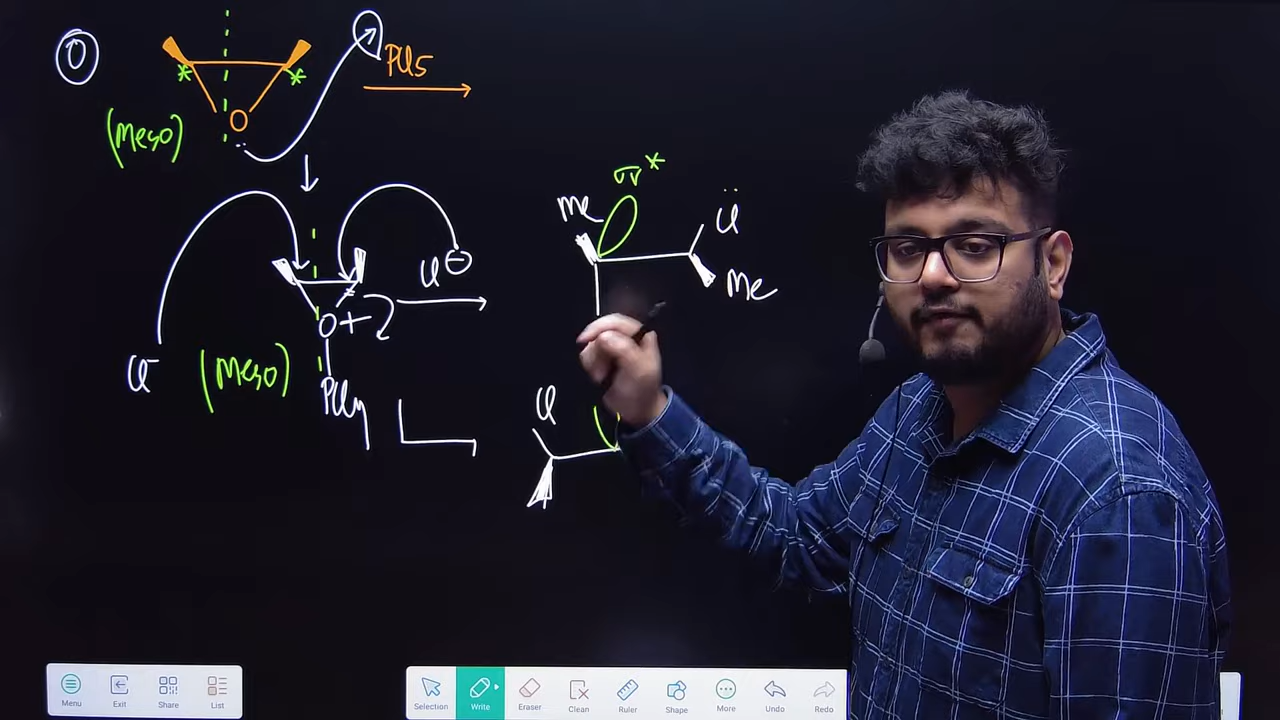 ①
PCl5
*
*
O
(Meso)
σ*
Me
Cl
Me
Cl⊖
O+
Cl-
(Meso)
PCl4
Cl
Menu
Exit
Share
List
Selection
Write
Eraser
Clean
Ruler
Shape
More
Undo
Redo